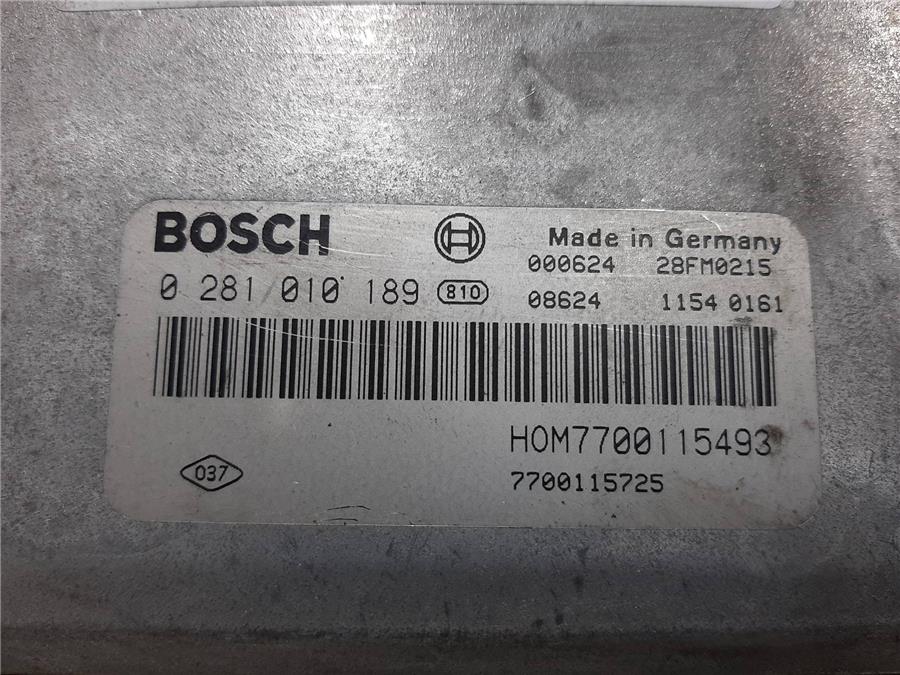 BOSCH
Made in Germany
000624 28FM0215
0 281 010 189 810
08624 1154 0161
HOM7700115493
037
7700115725